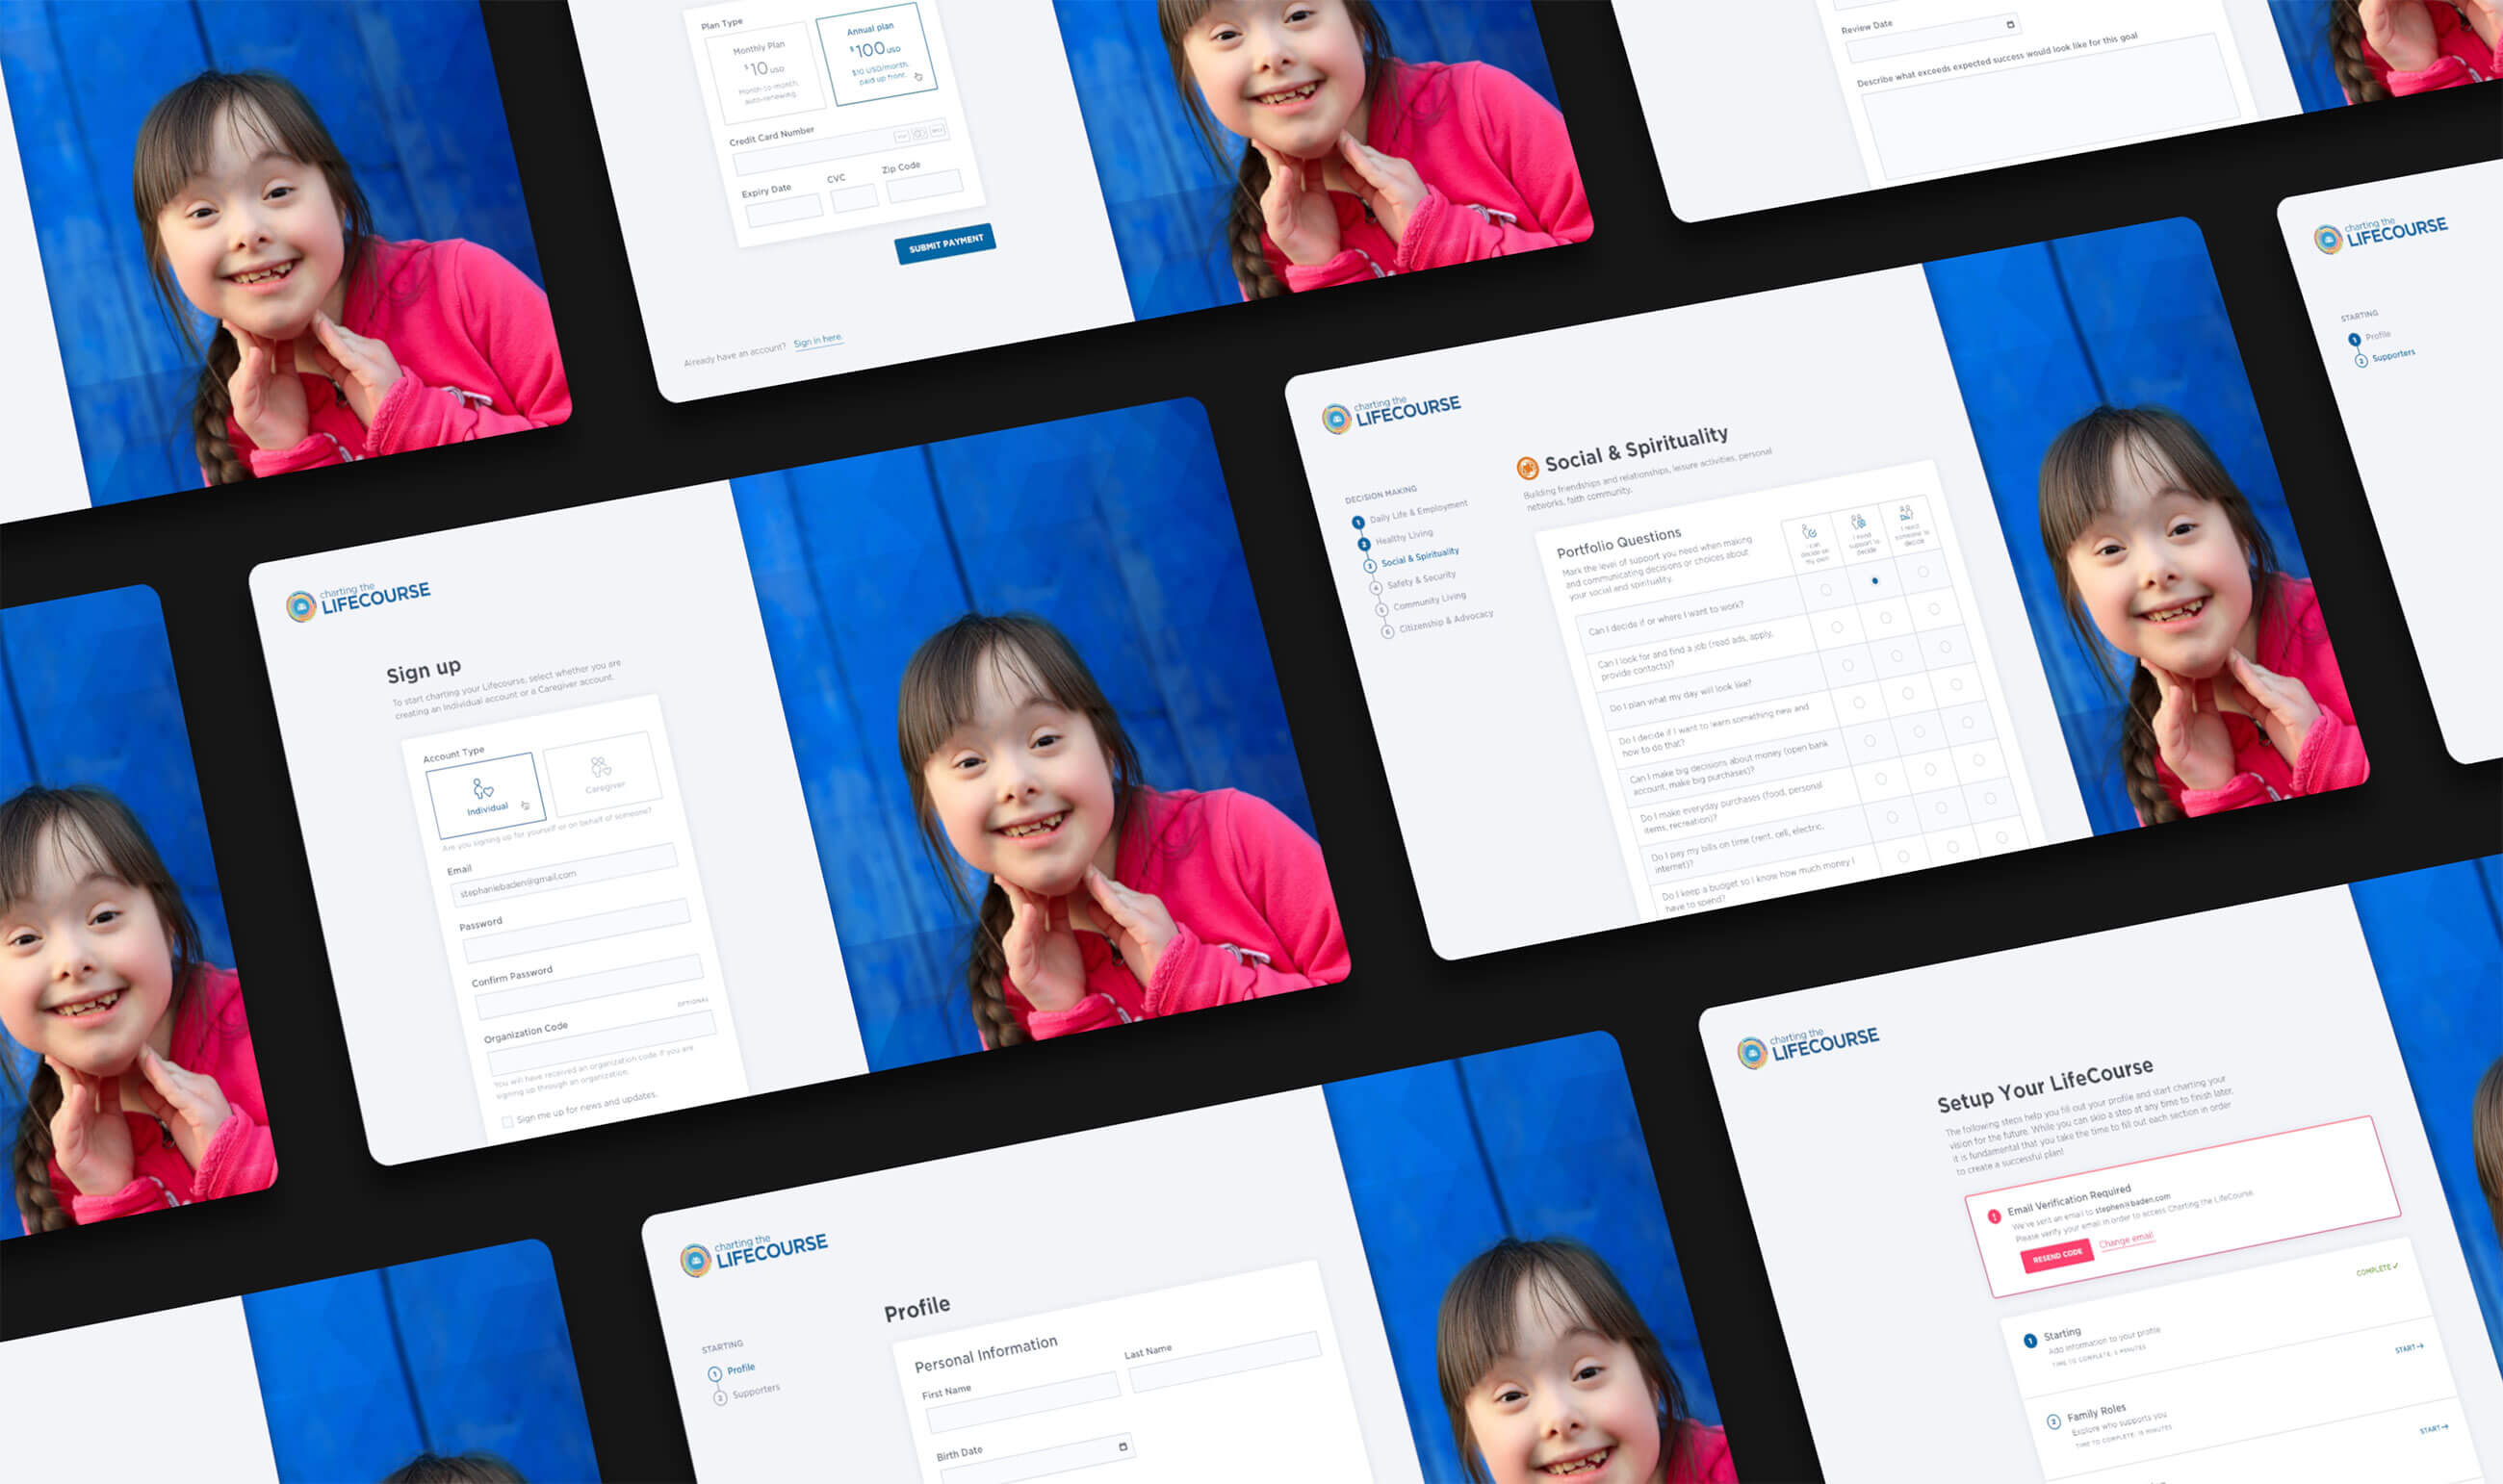 Plan Type
Monthly Plan
$10 USD
Month-to-month,
auto-renewing.
Annual plan
$100 USD
$10 USD/month
paid up front.
Credit Card Number
Expiry Date
CVC
Zip Code
SUBMIT PAYMENT
Already have an account? Sign in here.
Review Date
Describe what exceeds expected success would look like for this goal
charting the
LIFECOURSE
STARTING
1 Profile
2 Supporters
charting the
LIFECOURSE
DECISION MAKING
1 Daily Life & Employment
2 Healthy Living
3 Social & Spirituality
4 Safety & Security
5 Community Living
6 Citizenship & Advocacy
Social & Spirituality
Building friendships and relationships, leisure activities, personal
networks, faith community.
Portfolio Questions
Mark the level of support you need when making
and communicating decisions or choices about
your social and spirituality.
I can
decide on
my own
I need
support to
decide
I need
someone to
decide
Can I decide if or where I want to work?
Can I look for and find a job (read ads, apply,
provide contacts)?
Do I plan what my day will look like?
Do I decide if I want to learn something new and
how to do that?
Can I make big decisions about money (open bank
account, make big purchases)?
Do I make everyday purchases (food, personal
items, recreation)?
Do I pay my bills on time (rent, cell, electric,
internet)?
Do I keep a budget so I know how much money I
have to spend?
charting the
LIFECOURSE
Sign up
To start charting your Lifecourse, select whether you are
creating an Individual account or a Caregiver account.
Account Type
Individual
Caregiver
Are you signing up for yourself or on behalf of someone?
Email
stephaniebaden@gmail.com
Password
Confirm Password
OPTIONAL
Organization Code
You will have received an organization code if you are
signing up through an organization.
Sign me up for news and updates.
charting the
LIFECOURSE
STARTING
1 Profile
2 Supporters
Profile
Personal Information
First Name
Last Name
Birth Date
charting the
LIFECOURSE
Setup Your LifeCourse
The following steps help you fill out your profile and start charting your
vision for the future. While you can skip a step at any time to finish later,
it is fundamental that you take the time to fill out each section in order
to create a successful plan!
Email Verification Required
We've sent an email to stephen@baden.com
Please verify your email in order to access Charting the LifeCourse
RESEND CODE
Change email
COMPLETE ✓
1 Starting
Add information to your profile
TIME TO COMPLETE: 5 MINUTES
START →
2 Family Roles
Explore who supports you
TIME TO COMPLETE: 15 MINUTES
START →